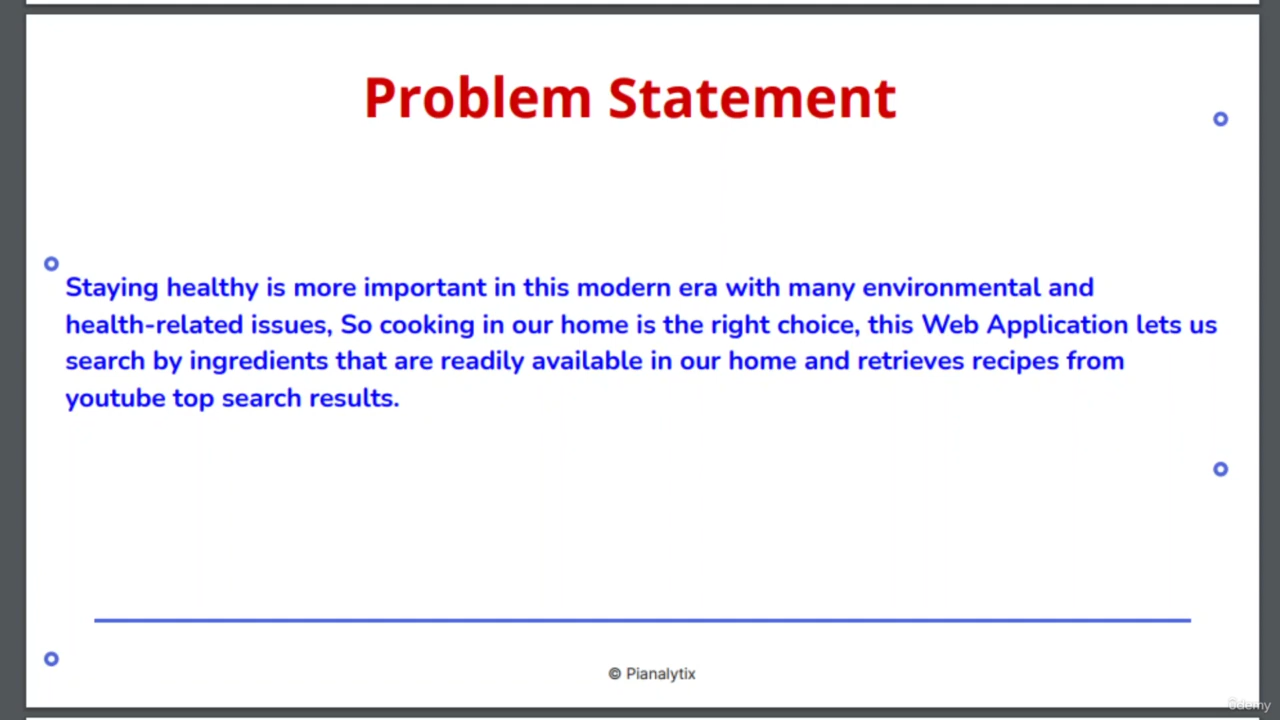 Problem Statement
Staying healthy is more important in this modern era with many environmental and
health-related issues, So cooking in our home is the right choice, this Web Application lets us
search by ingredients that are readily available in our home and retrieves recipes from
youtube top search results.
© Pianalytix
ûdemy